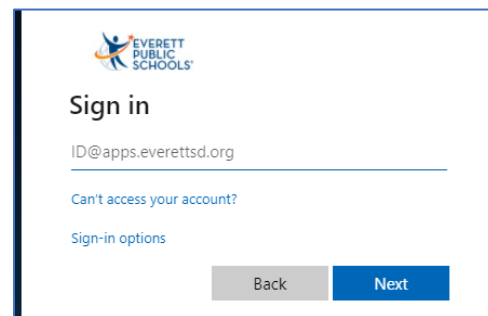 EVERETT
PUBLIC
SCHOOLS'
Sign in
ID@apps.everettsd.org
Can't access your account?
Sign-in options
Back Next